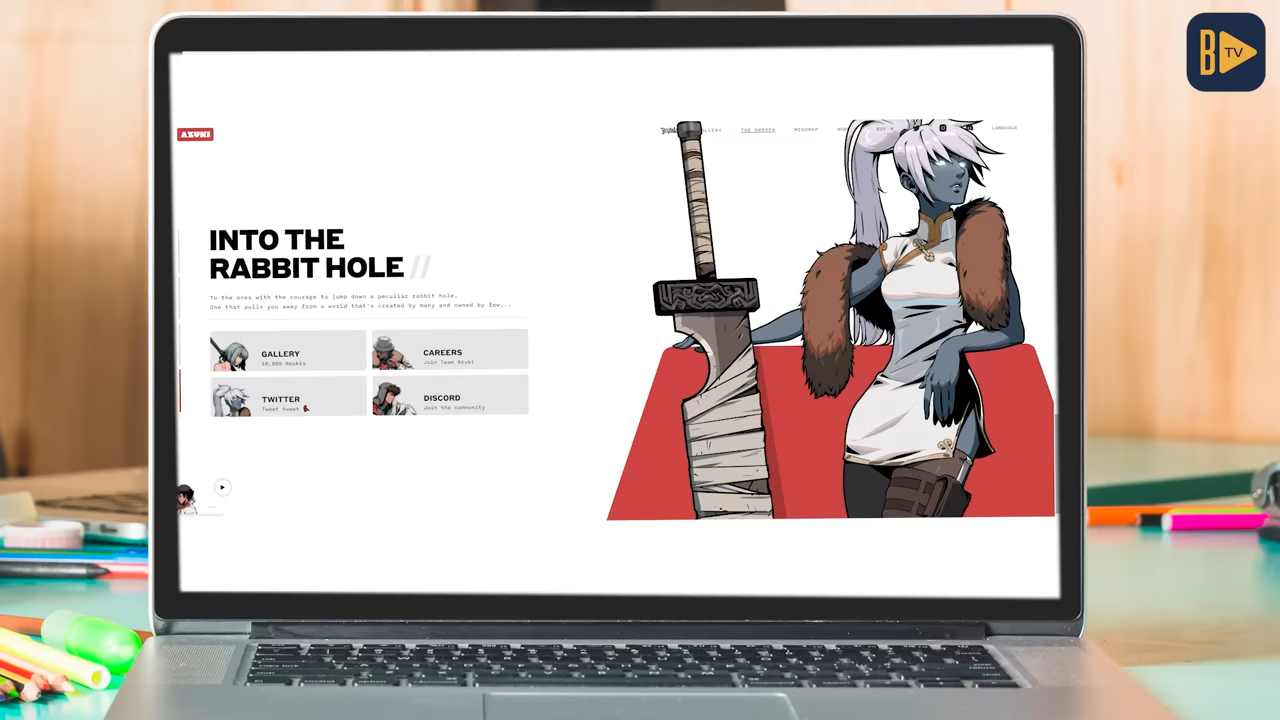 B TV
AZUKI
THE GARDEN MINDMAP BUY LANGUAGE
INTO THE
RABBIT HOLE //
To the ones with the courage to jump down a peculiar rabbit hole.
One that pulls you away from a world that's created by many and owned by few...
GALLERY
10,000 Azukis
CAREERS
Join Team Azuki
TWITTER
Tweet tweet
DISCORD
Join the community